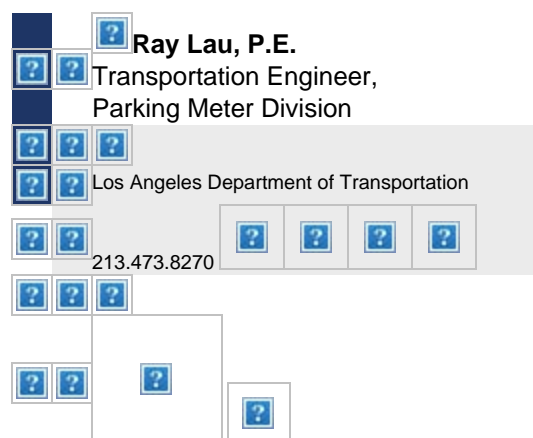 Ray Lau, P.E.
Transportation Engineer,
Parking Meter Division
Los Angeles Department of Transportation
213.473.8270